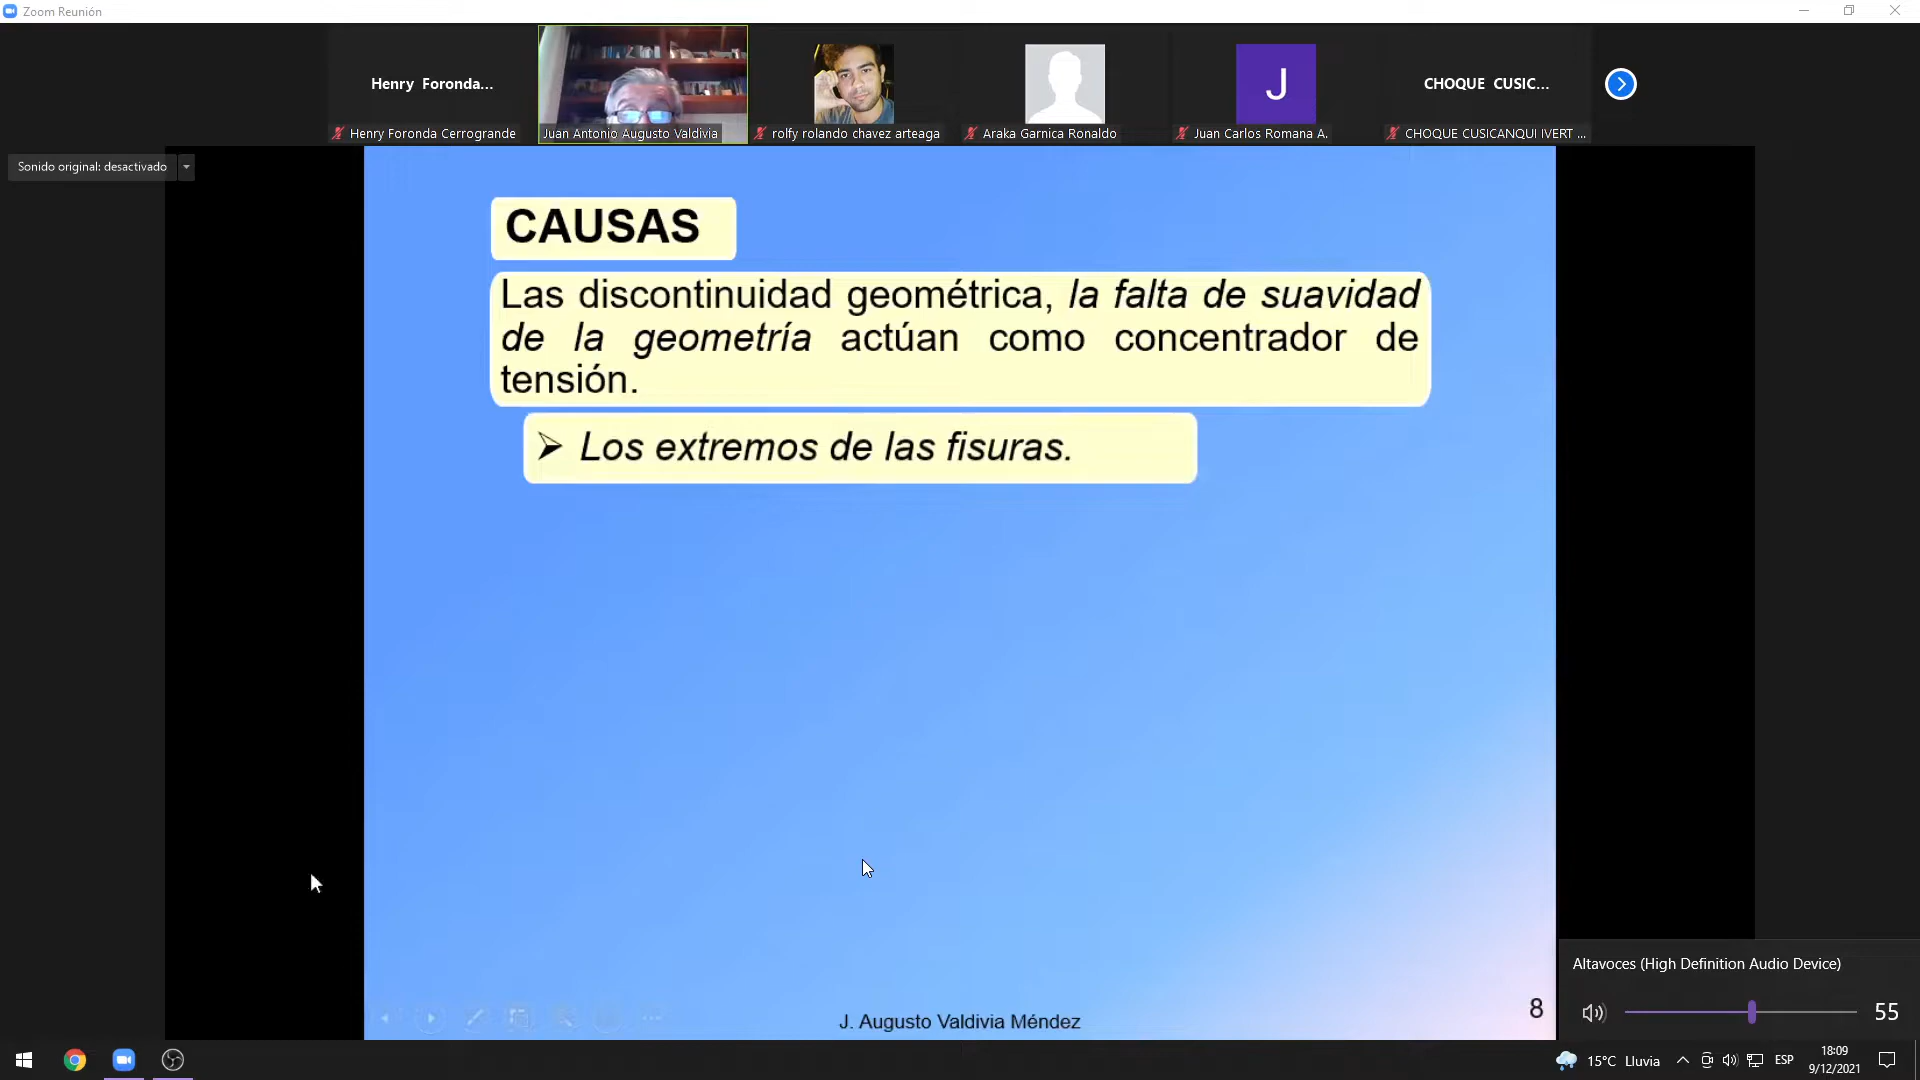 Zoom Reunión
Henry Foronda...
CHOQUE CUSIC...
Henry Foronda Cerrogrande
Juan Antonio Augusto Valdivia
rolfy rolando chavez arteaga
Araka Garnica Ronaldo
J
Juan Carlos Romana A.
CHOQUE CUSICANQUI IVERT ...
Sonido original: desactivado
CAUSAS
Las discontinuidad geométrica, la falta de suavidad
de la geometría actúan como concentrador de
tensión.
➢ Los extremos de las fisuras.
J. Augusto Valdivia Méndez
8
Altavoces (High Definition Audio Device)
55
15°C Lluvia
ESP
18:09
9/12/2021